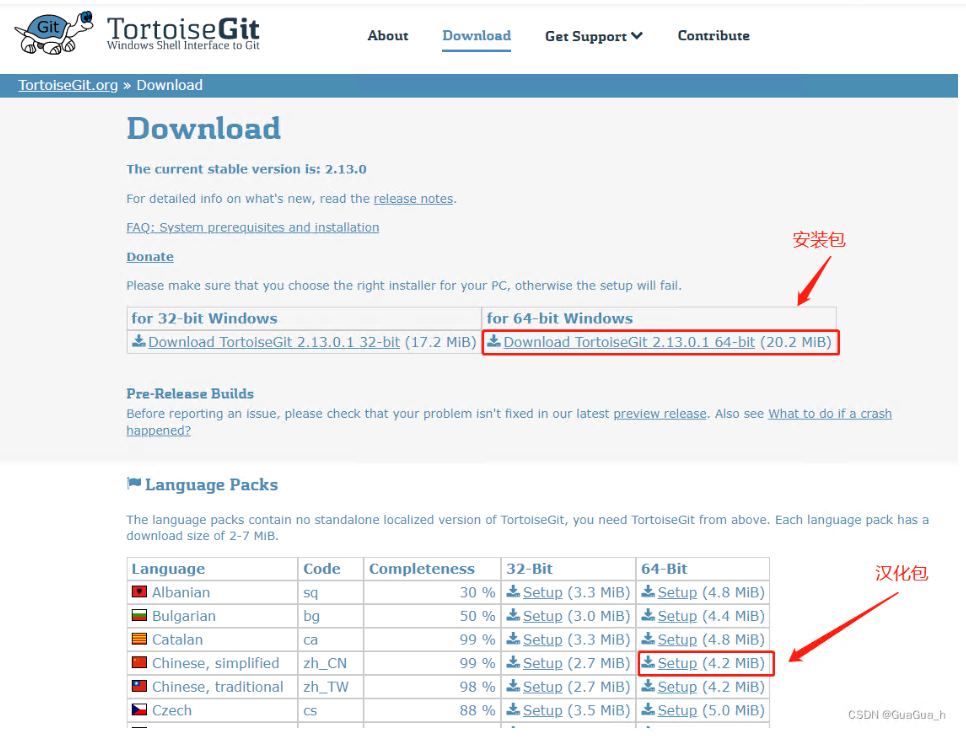 Git
TortoiseGit
Windows Shell Interface to Git
About Download Get Support Contribute
TortoiseGit.org » Download
Download
The current stable version is: 2.13.0
For detailed info on what's new, read the release notes.
FAQ: System prerequisites and installation
安装包
Donate
Please make sure that you choose the right installer for your PC, otherwise the setup will fail.
for 32-bit Windows for 64-bit Windows
Download TortoiseGit 2.13.0.1 32-bit (17.2 MiB) Download TortoiseGit 2.13.0.1 64-bit (20.2 MiB)
Pre-Release Builds
Before reporting an issue, please check that your problem isn't fixed in our latest preview release. Also see What to do if a crash
happened?
Language Packs
The language packs contain no standalone localized version of TortoiseGit, you need TortoiseGit from above. Each language pack has a
download size of 2-7 MiB.
Language Code Completeness 32-Bit 64-Bit
汉化包
Albanian sq 30 % Setup (3.3 MiB) Setup (4.8 MiB)
Bulgarian bg 50 % Setup (3.0 MiB) Setup (4.4 MiB)
Catalan ca 99 % Setup (3.3 MiB) Setup (4.8 MiB)
Chinese, simplified zh_CN 99 % Setup (2.7 MiB) Setup (4.2 MiB)
Chinese, traditional zh_TW 98 % Setup (2.7 MiB) Setup (4.2 MiB)
Czech cs 88 % Setup (3.5 MiB) Setup (5.0 MiB)
CSDN @GuaGua_h